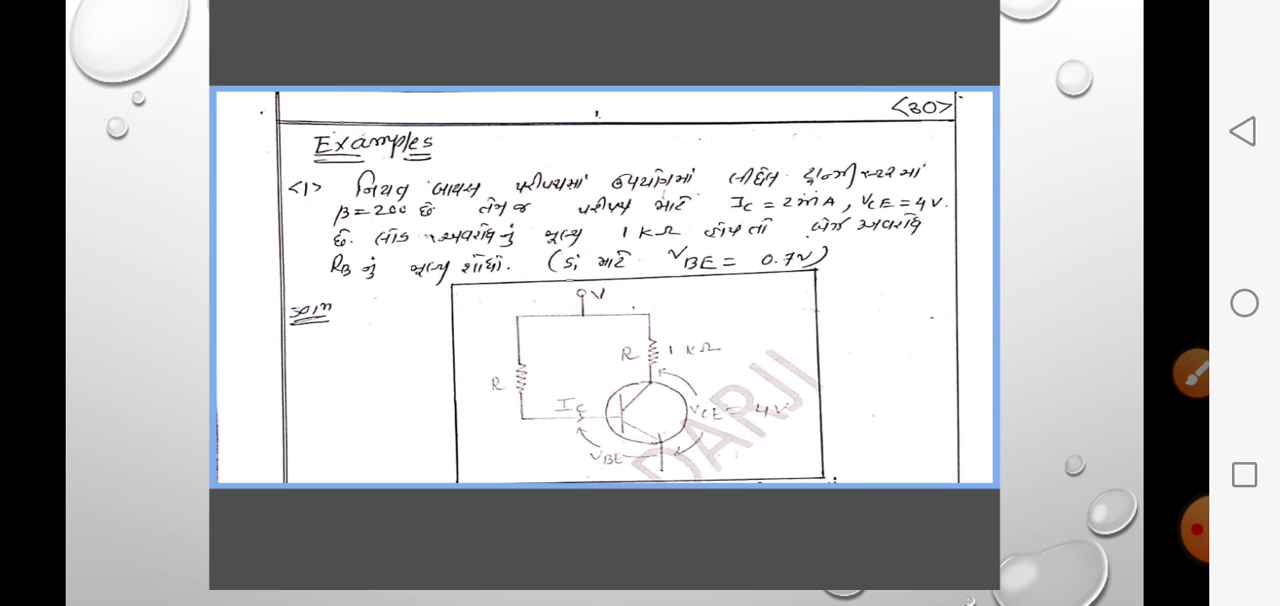 <30>
Examples
<1> નિયત બાયસ પરીપથમાં ઉપયોગમાં લીધેલ ટ્રાન્ઝીસ્ટરમાં
β=200 છે તેમજ પરીપથ માટે IC = 2mA, VCE = 4V.
છે. લોડ અવરોધનું મૂલ્ય 1 KΩ હોય તો બેઝ અવરોધ
RB નું મૂલ્ય શોધો. (Si માટે VBE = 0.7V)
soln
V
R 1 KΩ
R
IC
VCE = 4V
VBE
DARJI